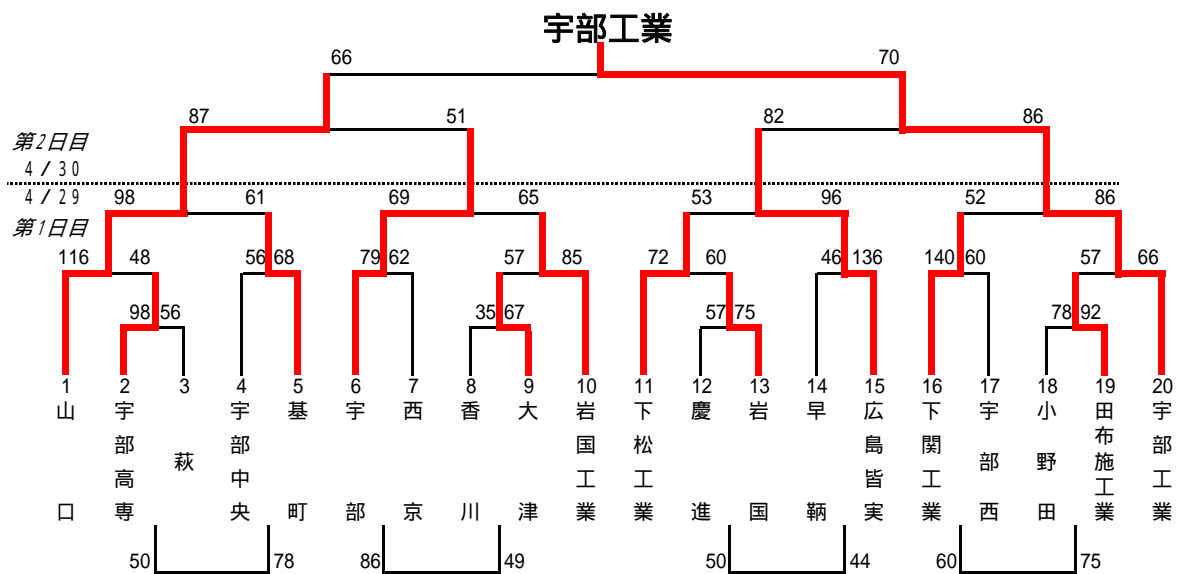 宇部工業
66 70
87 51 82 86
第2日目
4/30
4/29
98 61 69 65 53 96 52 86
第1日目
116 48 56 68 79 62 57 85 72 60 46 136 140 60 57 66
98 56 35 67 57 75 78 92
1 2 3 4 5 6 7 8 9 10 11 12 13 14 15 16 17 18 19 20
山口
宇部高専
萩
宇部中央
基町
宇部
西京
香川
大津
岩国工業
下松工業
慶進
岩国
早鞆
広島皆実
下関工業
宇部西
小野田
田布施工業
宇部工業
50 78 86 49 50 44 60 75